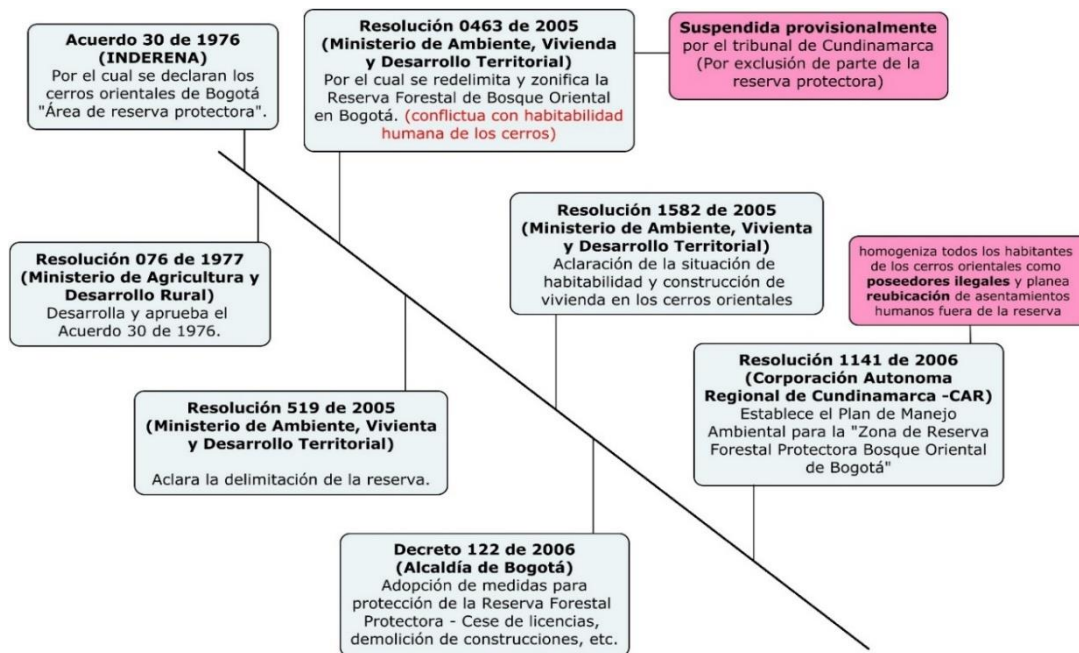 Acuerdo 30 de 1976
(INDERENA)
Por el cual se declaran los
cerros orientales de Bogotá
"Área de reserva protectora".
Resolución 0463 de 2005
(Ministerio de Ambiente, Vivienda
y Desarrollo Territorial)
Por el cual se redelimita y zonifica la
Reserva Forestal de Bosque Oriental
en Bogotá. (conflictua con habitabilidad
humana de los cerros)
Suspendida provisionalmente
por el tribunal de Cundinamarca
(Por exclusión de parte de la
reserva protectora)
Resolución 076 de 1977
(Ministerio de Agricultura y
Desarrollo Rural)
Desarrolla y aprueba el
Acuerdo 30 de 1976.
Resolución 1582 de 2005
(Ministerio de Ambiente, Vivienta
y Desarrollo Territorial)
Aclaración de la situación de
habitabilidad y construcción de
vivienda en los cerros orientales
homogeniza todos los habitantes
de los cerros orientales como
poseedores ilegales y planea
reubicación de asentamientos
humanos fuera de la reserva
Resolución 519 de 2005
(Ministerio de Ambiente, Vivienta
y Desarrollo Territorial)
Aclara la delimitación de la reserva.
Resolución 1141 de 2006
(Corporación Autonoma
Regional de Cundinamarca -CAR)
Establece el Plan de Manejo
Ambiental para la "Zona de Reserva
Forestal Protectora Bosque Oriental
de Bogotá"
Decreto 122 de 2006
(Alcaldía de Bogotá)
Adopción de medidas para
protección de la Reserva Forestal
Protectora - Cese de licencias,
demolición de construcciones, etc.